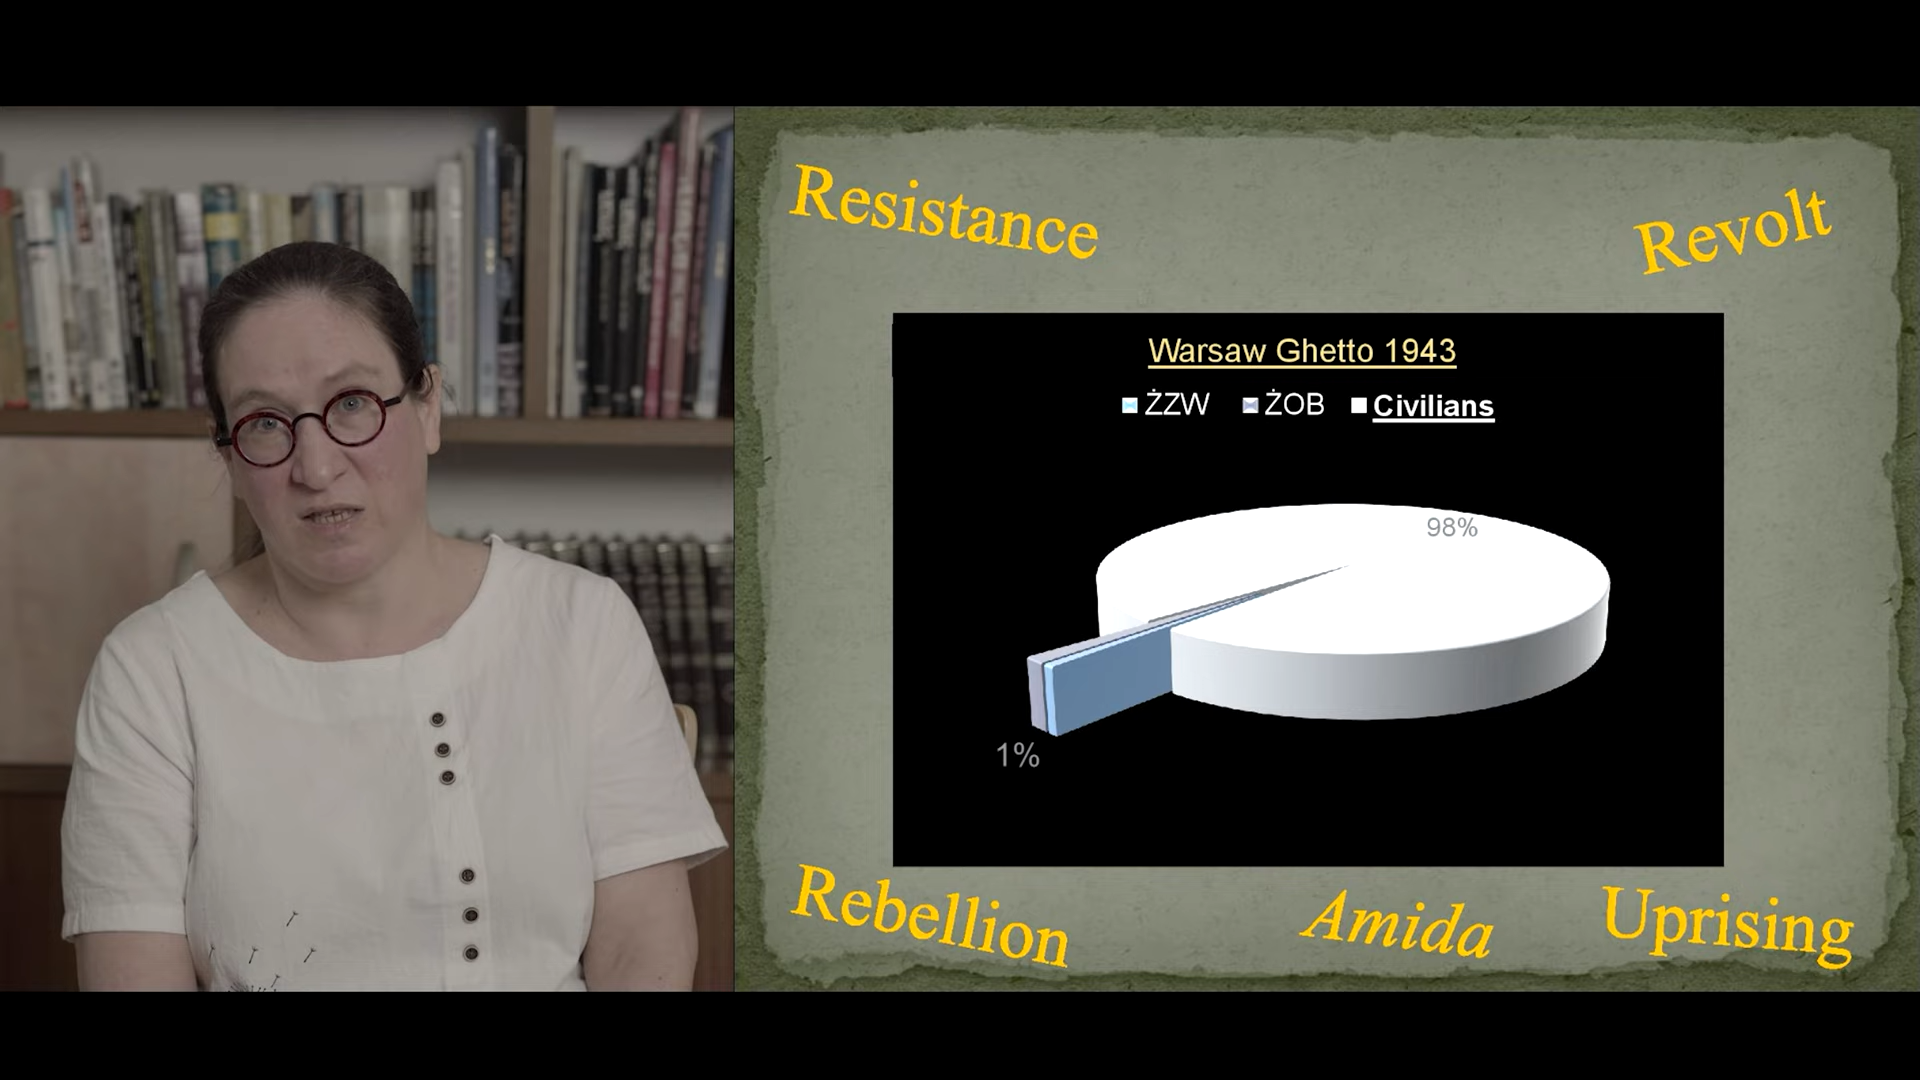 Resistance
Revolt
Warsaw Ghetto 1943
ŻZW ŻOB Civilians
98%
1%
Rebellion
Amida
Uprising